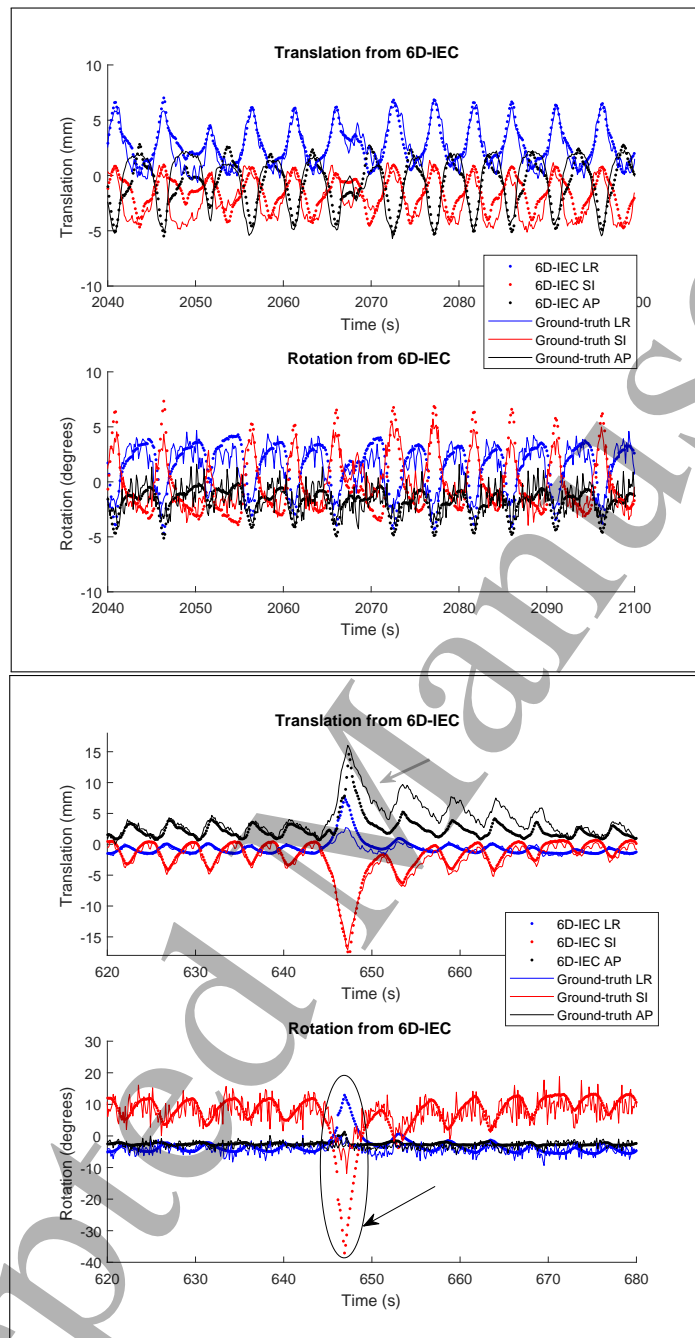 Translation from 6D-IEC
10
5
0
-5
-10
Translation (mm)
2040 2050 2060 2070 2080 00
Time (s)
6D-IEC LR
6D-IEC SI
6D-IEC AP
Ground-truth LR
Ground-truth SI
Ground-truth AP
Rotation from 6D-IEC
10
5
0
-5
-10
Rotation (degrees)
2040 2050 2060 2070 2080 2090 2100
Time (s)
Translation from 6D-IEC
15
10
5
0
-5
-10
-15
Translation (mm)
620 630 640 650 660
Time (s)
6D-IEC LR
6D-IEC SI
6D-IEC AP
Ground-truth LR
Ground-truth SI
Ground-truth AP
Rotation from 6D-IEC
30
20
10
0
-10
-20
-30
-40
Rotation (degrees)
620 630 640 650 660 670 680
Time (s)
pted Manus